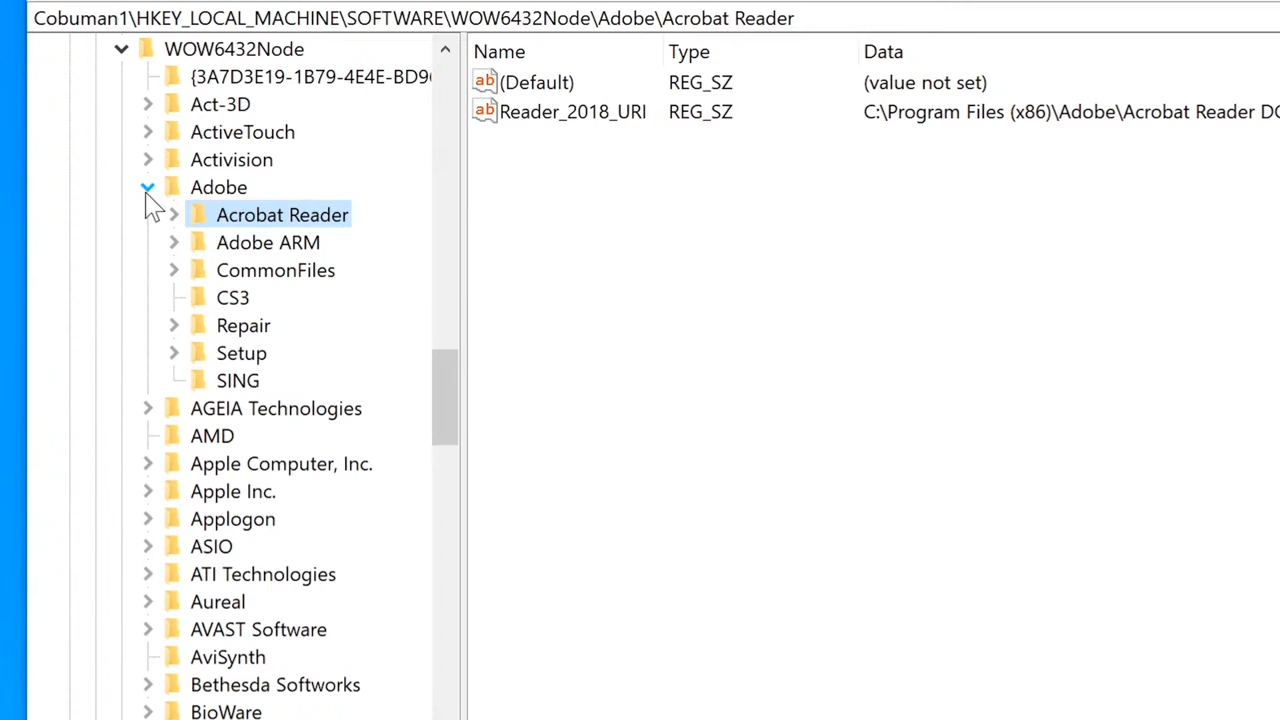 Cobuman1\HKEY_LOCAL_MACHINE\SOFTWARE\WOW6432Node\Adobe\Acrobat Reader
WOW6432Node
{3A7D3E19-1B79-4E4E-BD9
Act-3D
ActiveTouch
Activision
Adobe
Acrobat Reader
Adobe ARM
CommonFiles
CS3
Repair
Setup
SING
AGEIA Technologies
AMD
Apple Computer, Inc.
Apple Inc.
Applogon
ASIO
ATI Technologies
Aureal
AVAST Software
AviSynth
Bethesda Softworks
BioWare
Name Type Data
ab (Default) REG_SZ (value not set)
ab Reader_2018_URI REG_SZ C:\Program Files (x86)\Adobe\Acrobat Reader DC